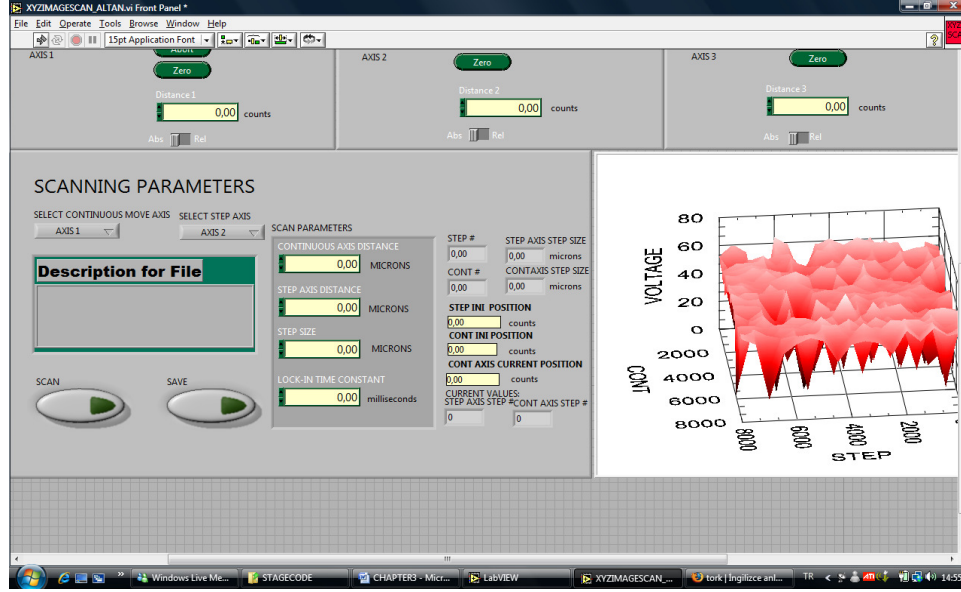 XYZIMAGESCAN_ALTAN.vi Front Panel *
File Edit Operate Tools Browse Window Help
15pt Application Font
AXIS 1
Abort
Zero
Distance 1
0,00 counts
Abs Rel
AXIS 2
Zero
Distance 2
0,00 counts
Abs Rel
AXIS 3
Zero
Distance 3
0,00 counts
Abs Rel
SCANNING PARAMETERS
SELECT CONTINUOUS MOVE AXIS SELECT STEP AXIS
AXIS 1 AXIS 2
Description for File
SCAN SAVE
SCAN PARAMETERS
CONTINUOUS AXIS DISTANCE
0,00 MICRONS
STEP AXIS DISTANCE
0,00 MICRONS
STEP SIZE
0,00 MICRONS
LOCK-IN TIME CONSTANT
0,00 milliseconds
STEP # STEP AXIS STEP SIZE
0,00 0,00 microns
CONT # CONTAXIS STEP SIZE
0,00 0,00 microns
STEP INI POSITION
0,00 counts
CONT INI POSITION
0,00 counts
CONT AXIS CURRENT POSITION
0,00 counts
CURRENT VALUES:
STEP AXIS STEP # CONT AXIS STEP #
0 0
VOLTAGE
80
60
40
20
0
CONT
2000
4000
6000
8000
8000 6000 4000 2000
STEP
Windows Live Me... STAGECODE CHAPTER3 - Micr... LabVIEW XYZIMAGESCAN_... tork | İngilizce anl... TR 14:55